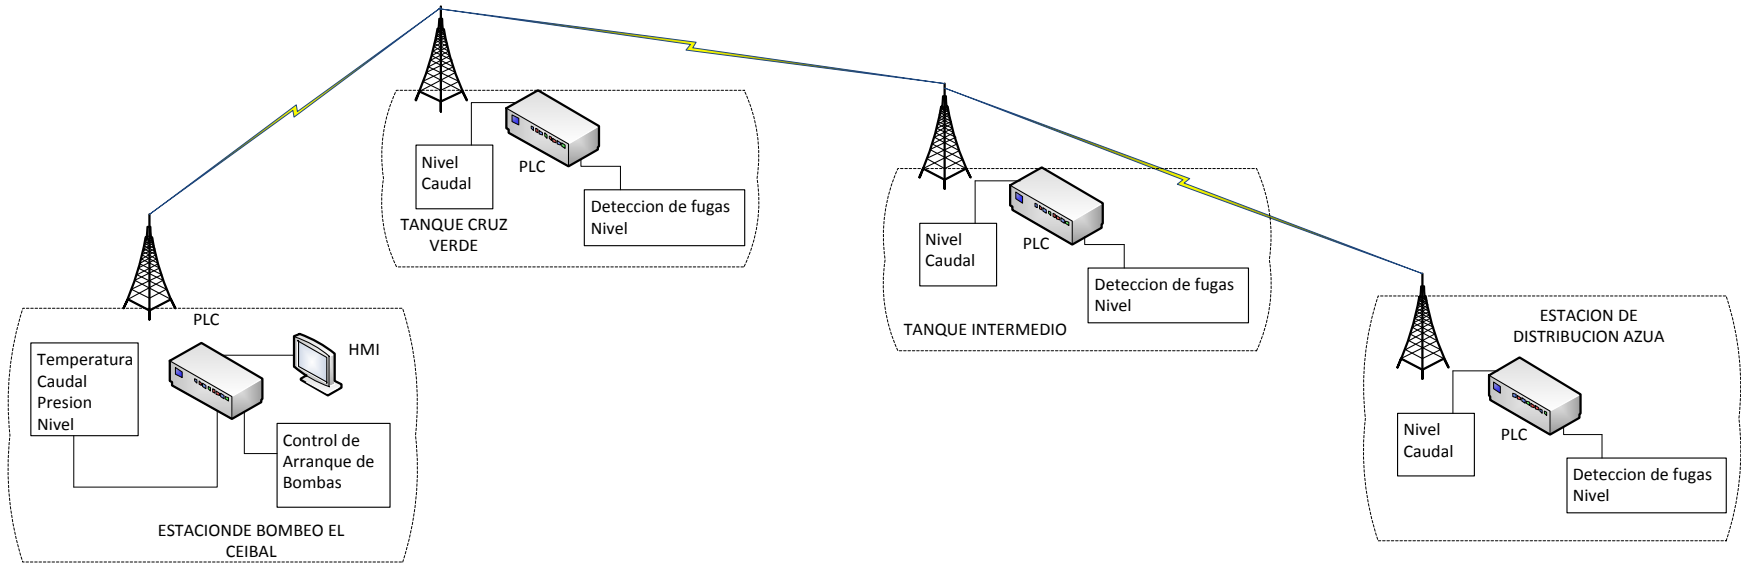 Nivel
Caudal
PLC
Deteccion de fugas
Nivel
TANQUE CRUZ
VERDE
Nivel
Caudal
PLC
Deteccion de fugas
Nivel
TANQUE INTERMEDIO
PLC
HMI
Temperatura
Caudal
Presion
Nivel
Control de
Arranque de
Bombas
ESTACIONDE BOMBEO EL
CEIBAL
ESTACION DE
DISTRIBUCION AZUA
Nivel
Caudal
PLC
Deteccion de fugas
Nivel